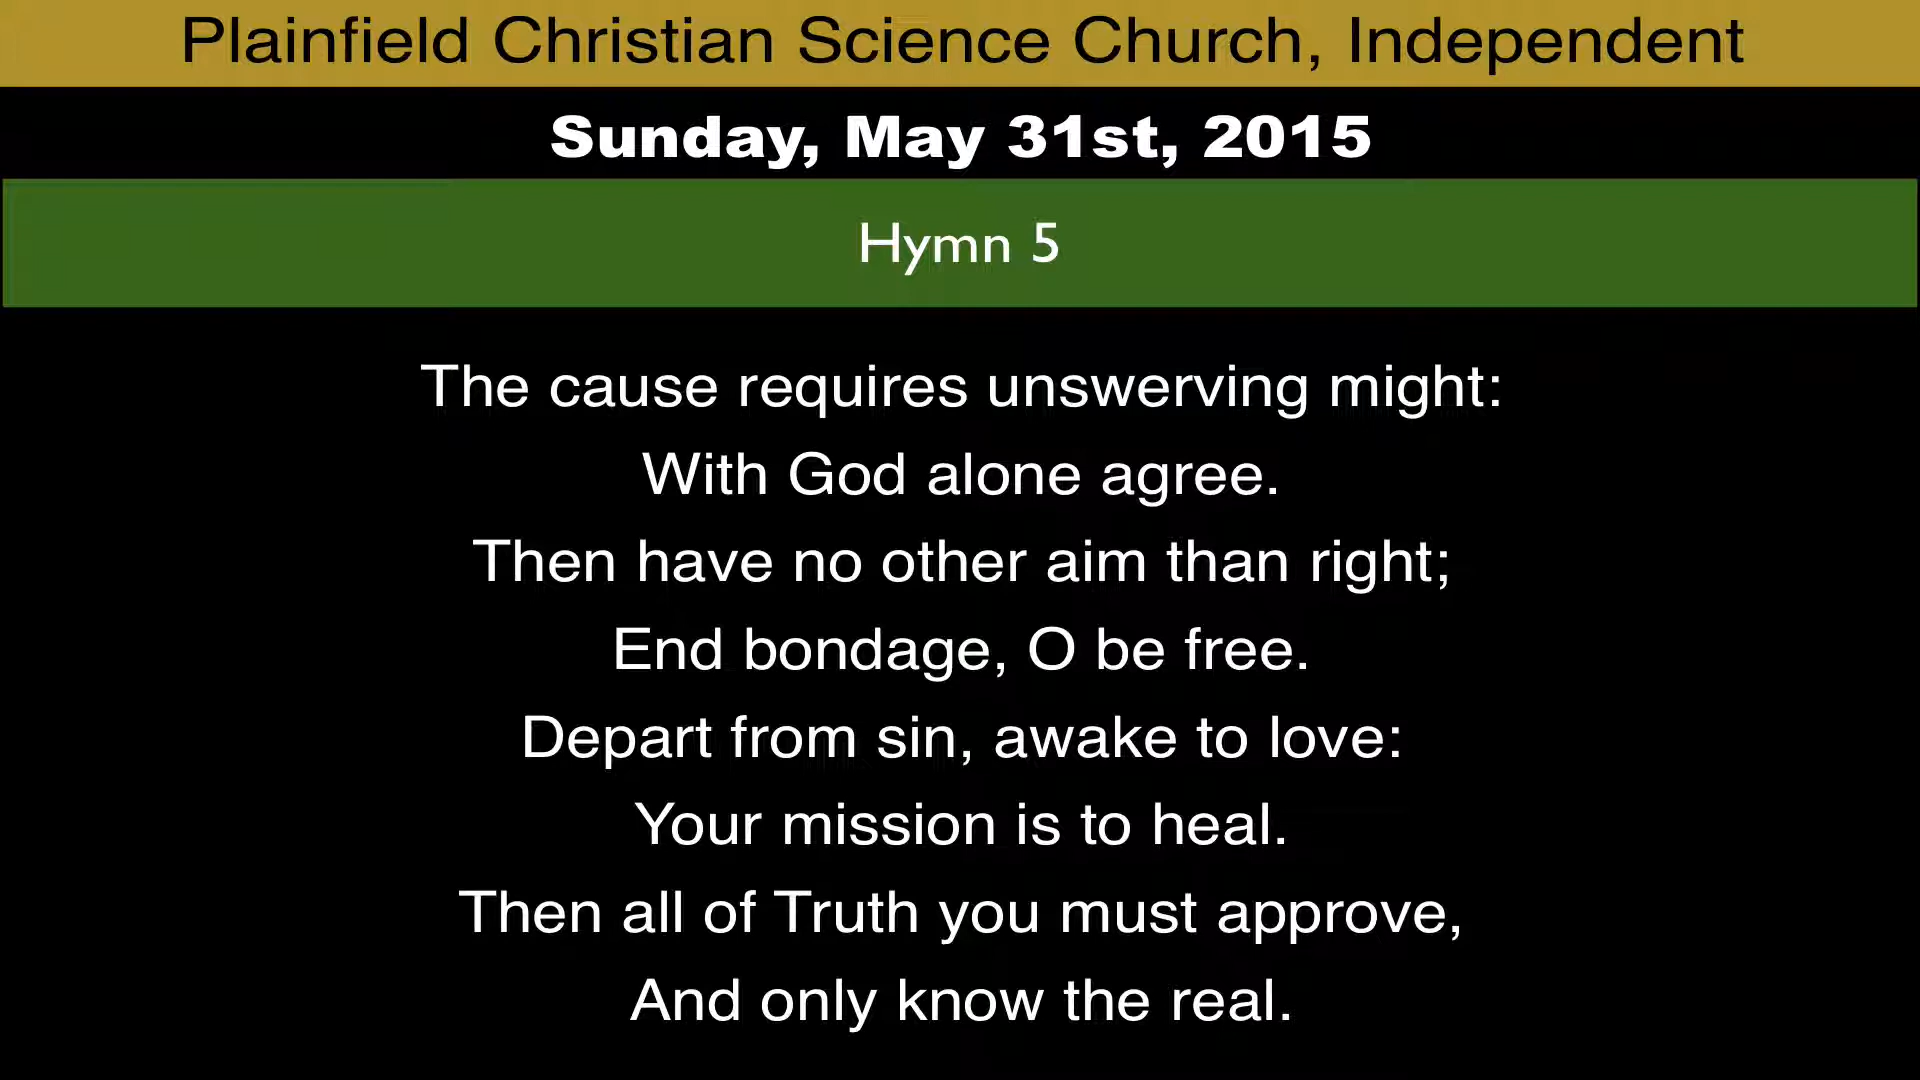 Plainfield Christian Science Church, Independent
Sunday, May 31st, 2015
Hymn 5
The cause requires unswerving might:
With God alone agree.
Then have no other aim than right;
End bondage, O be free.
Depart from sin, awake to love:
Your mission is to heal.
Then all of Truth you must approve,
And only know the real.